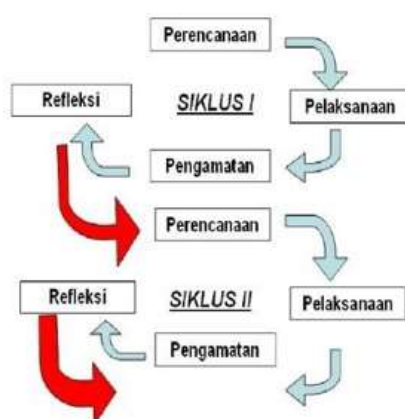 Perencanaan
Refleksi
SIKLUS I
Pelaksanaan
Pengamatan
Perencanaan
Refleksi
SIKLUS II
Pelaksanaan
Pengamatan